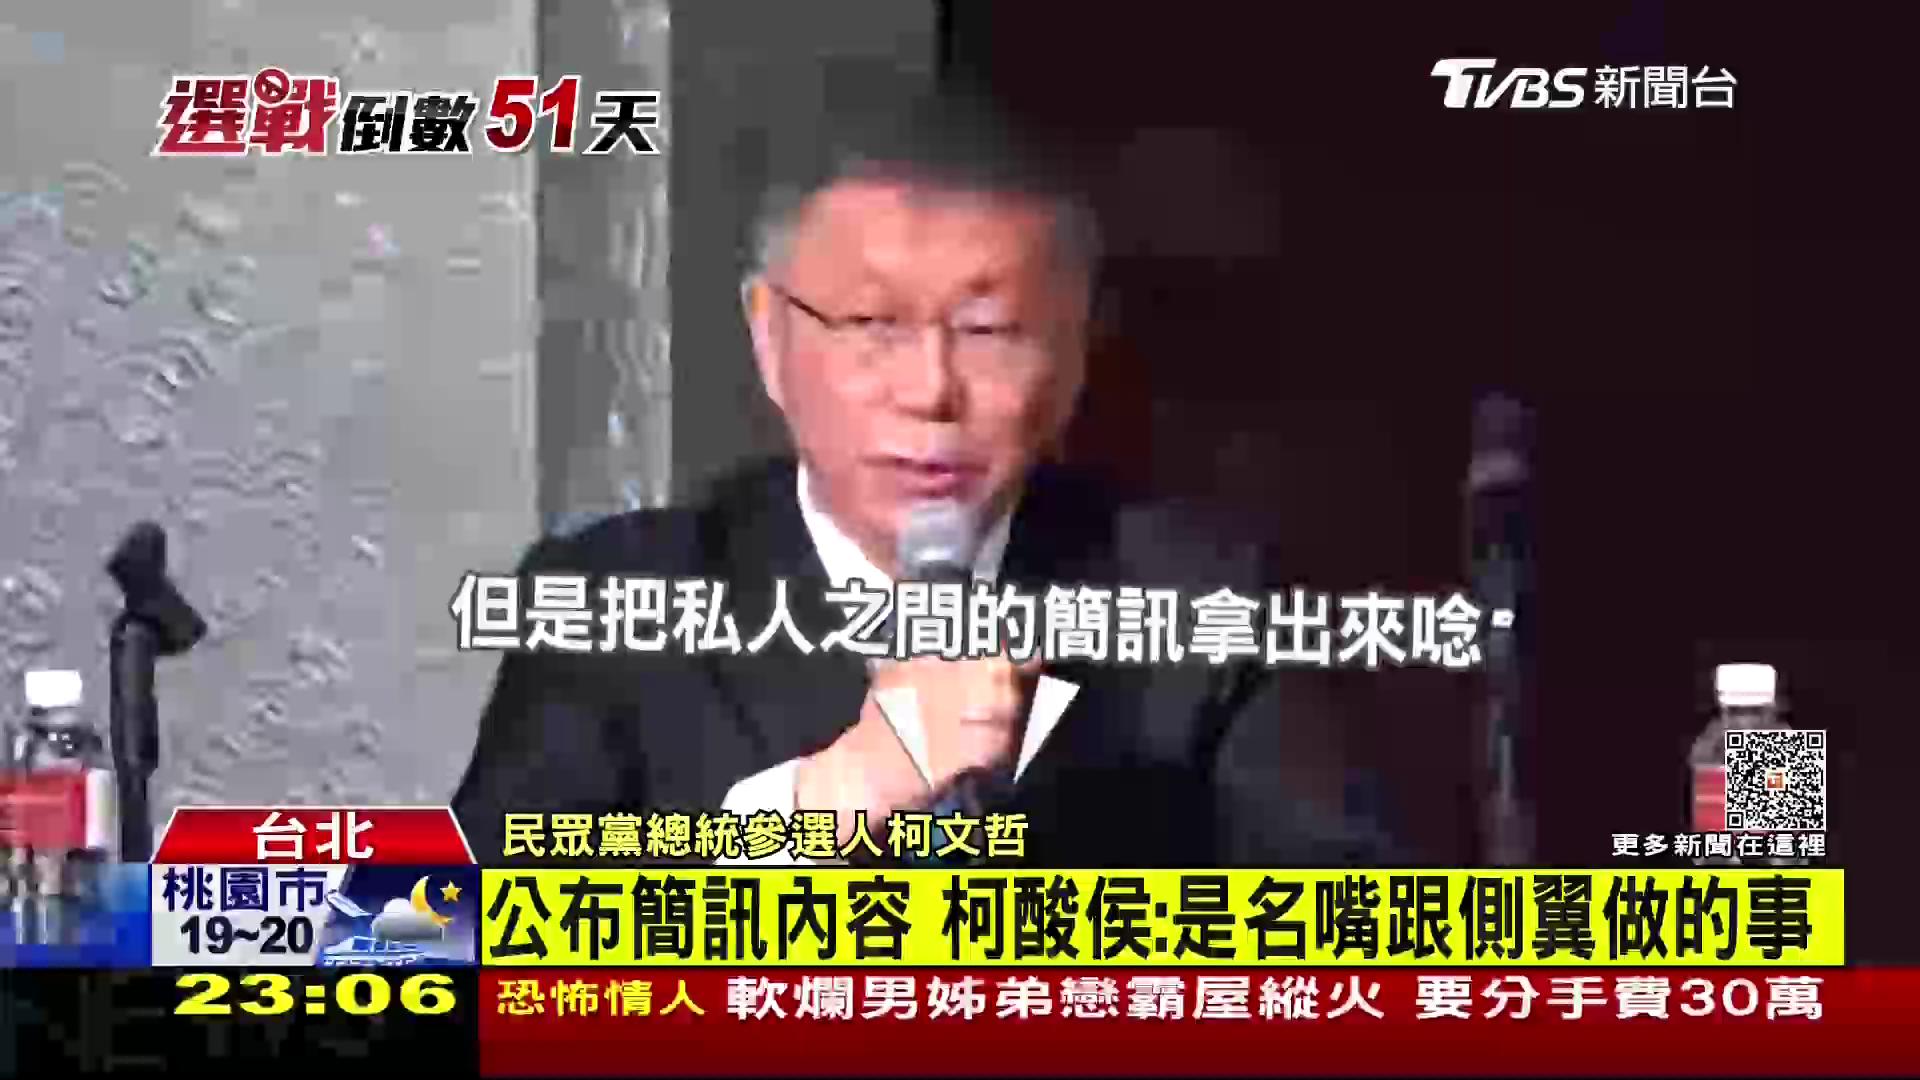 選戰倒數51天
TVBS新聞台
但是把私人之間的簡訊拿出來唸
更多新聞在這裡
台北
民眾黨總統參選人柯文哲
桃園市
19~20
公布簡訊內容 柯酸侯:是名嘴跟側翼做的事
23:06
恐怖情人 軟爛男姊弟戀霸屋縱火 要分手費30萬